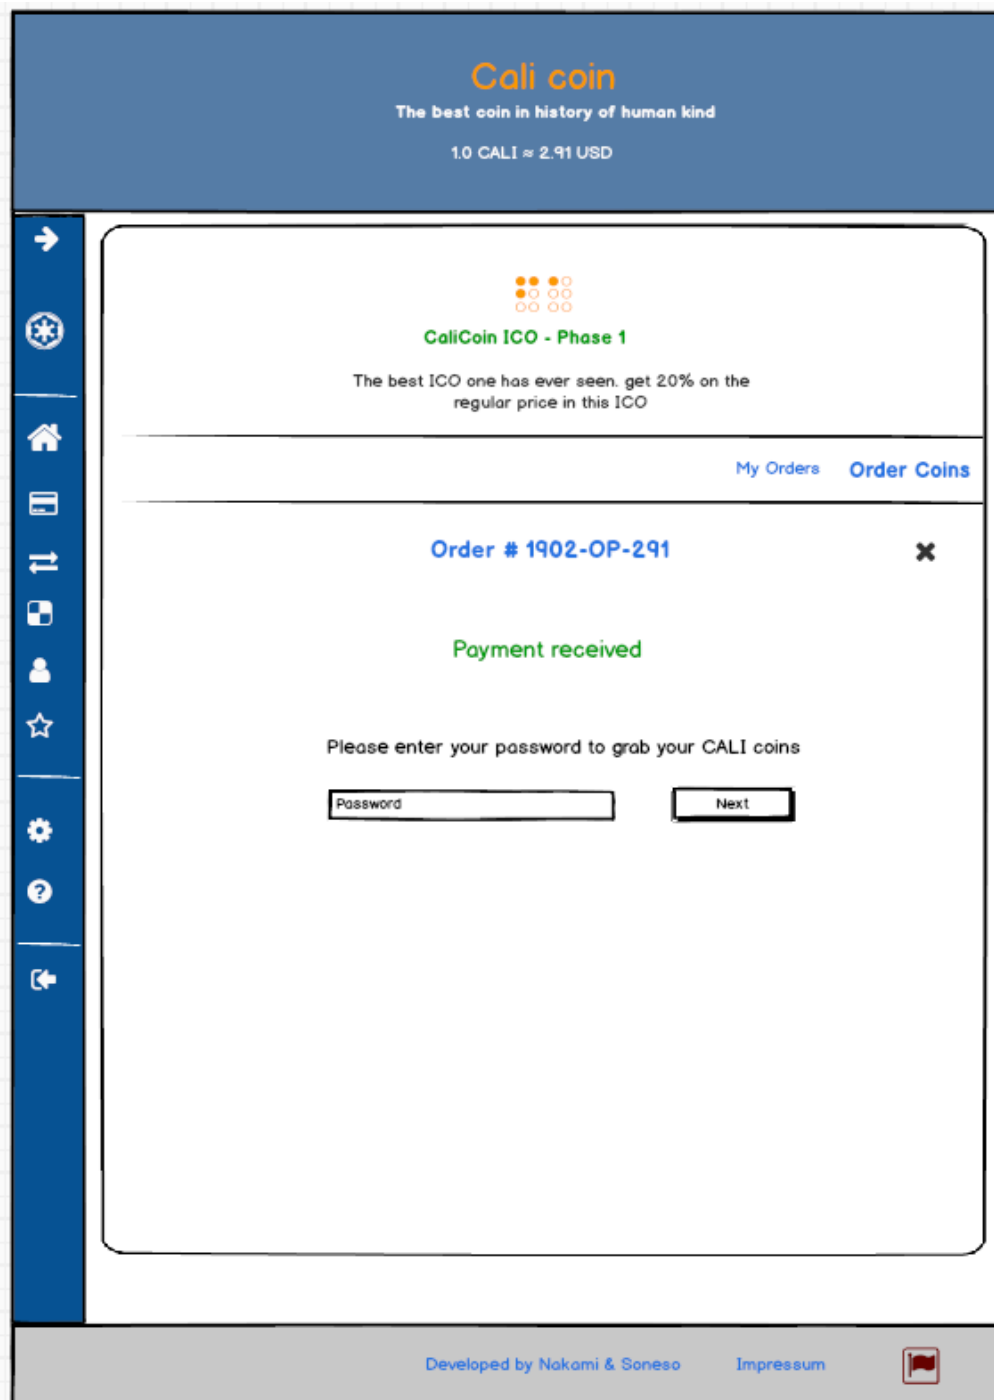 Cali coin
The best coin in history of human kind
1.0 CALI ≈ 2.91 USD
CaliCoin ICO - Phase 1
The best ICO one has ever seen. get 20% on the
regular price in this ICO
My Orders Order Coins
Order # 1902-OP-291
Payment received
Please enter your password to grab your CALI coins
Password Next
Developed by Nakami & Soneso Impressum